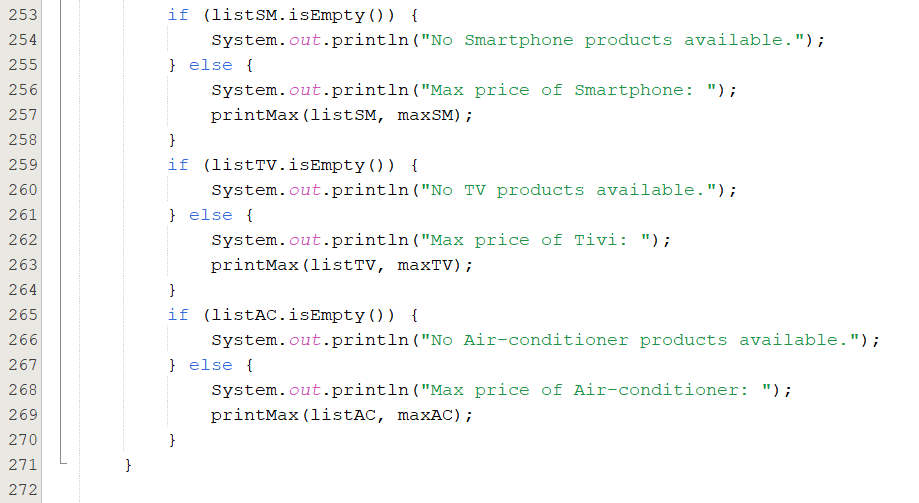 253 if (listSM.isEmpty()) {
254 System.out.println("No Smartphone products available.");
255 } else {
256 System.out.println("Max price of Smartphone: ");
257 printMax(listSM, maxSM);
258 }
259 if (listTV.isEmpty()) {
260 System.out.println("No TV products available.");
261 } else {
262 System.out.println("Max price of Tivi: ");
263 printMax(listTV, maxTV);
264 }
265 if (listAC.isEmpty()) {
266 System.out.println("No Air-conditioner products available.");
267 } else {
268 System.out.println("Max price of Air-conditioner: ");
269 printMax(listAC, maxAC);
270 }
271 }
272